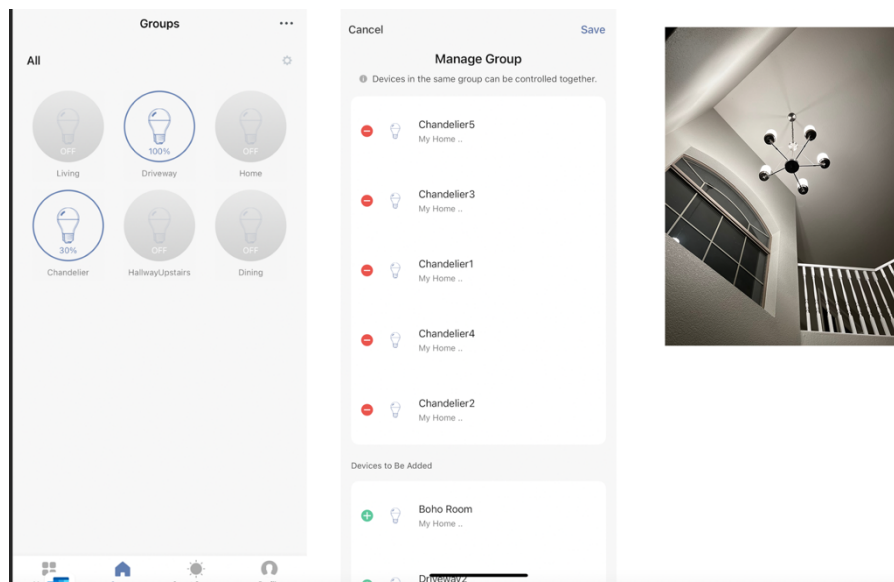 Groups
All
OFF
100%
OFF
Living
Driveway
Home
30%
OFF
OFF
Chandelier
HallwayUpstairs
Dining
Cancel
Save
Manage Group
Devices in the same group can be controlled together.
Chandelier5
My Home ..
Chandelier3
My Home ..
Chandelier1
My Home ..
Chandelier4
My Home ..
Chandelier2
My Home ..
Devices to Be Added
Boho Room
My Home ..
Driveway2